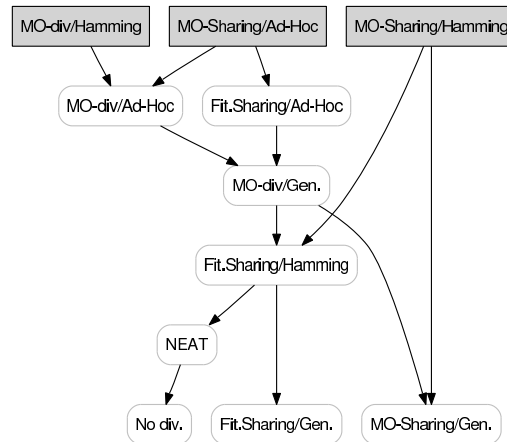 MO-div/Hamming
MO-Sharing/Ad-Hoc
MO-Sharing/Hamming
MO-div/Ad-Hoc
Fit.Sharing/Ad-Hoc
MO-div/Gen.
Fit.Sharing/Hamming
NEAT
No div.
Fit.Sharing/Gen.
MO-Sharing/Gen.